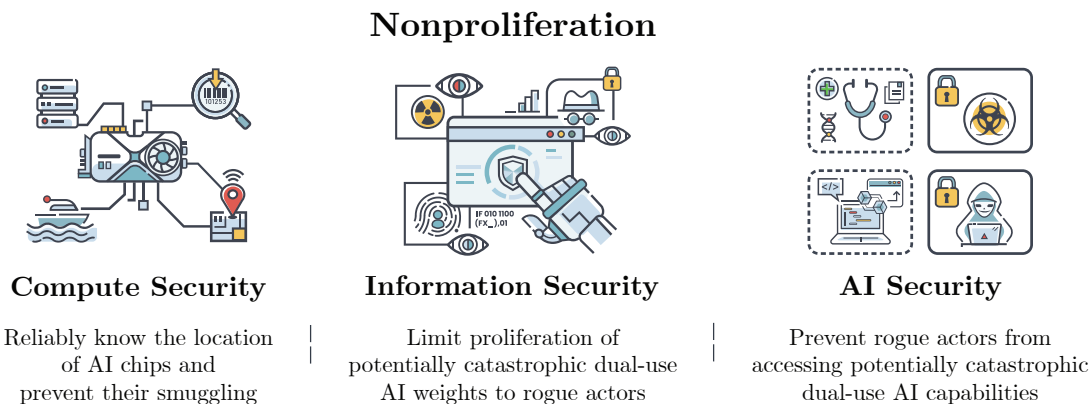 Nonproliferation
101253
</>
IF 010 1100
(FX_),01
Compute Security
Information Security
AI Security
Reliably know the location
of AI chips and
prevent their smuggling
Limit proliferation of
potentially catastrophic dual-use
AI weights to rogue actors
Prevent rogue actors from
accessing potentially catastrophic
dual-use AI capabilities